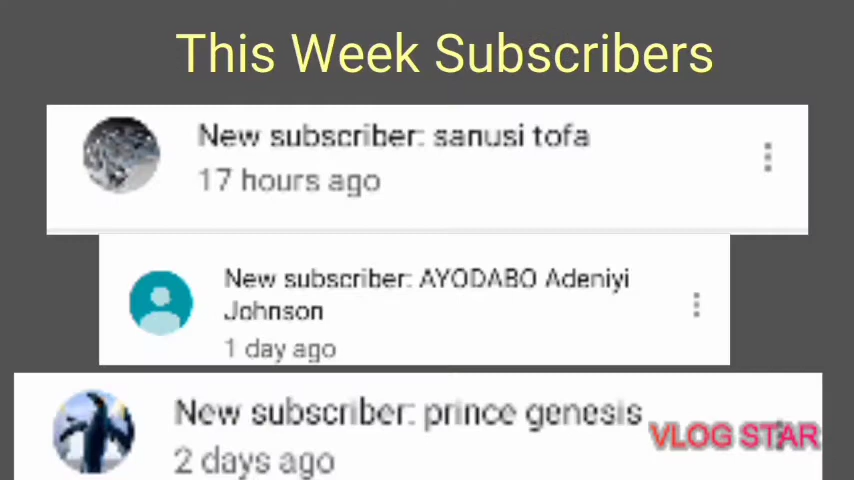 This Week Subscribers
New subscriber: sanusi tofa
17 hours ago
New subscriber: AYODABO Adeniyi
Johnson
1 day ago
New subscriber: prince genesis
2 days ago
VLOG STAR